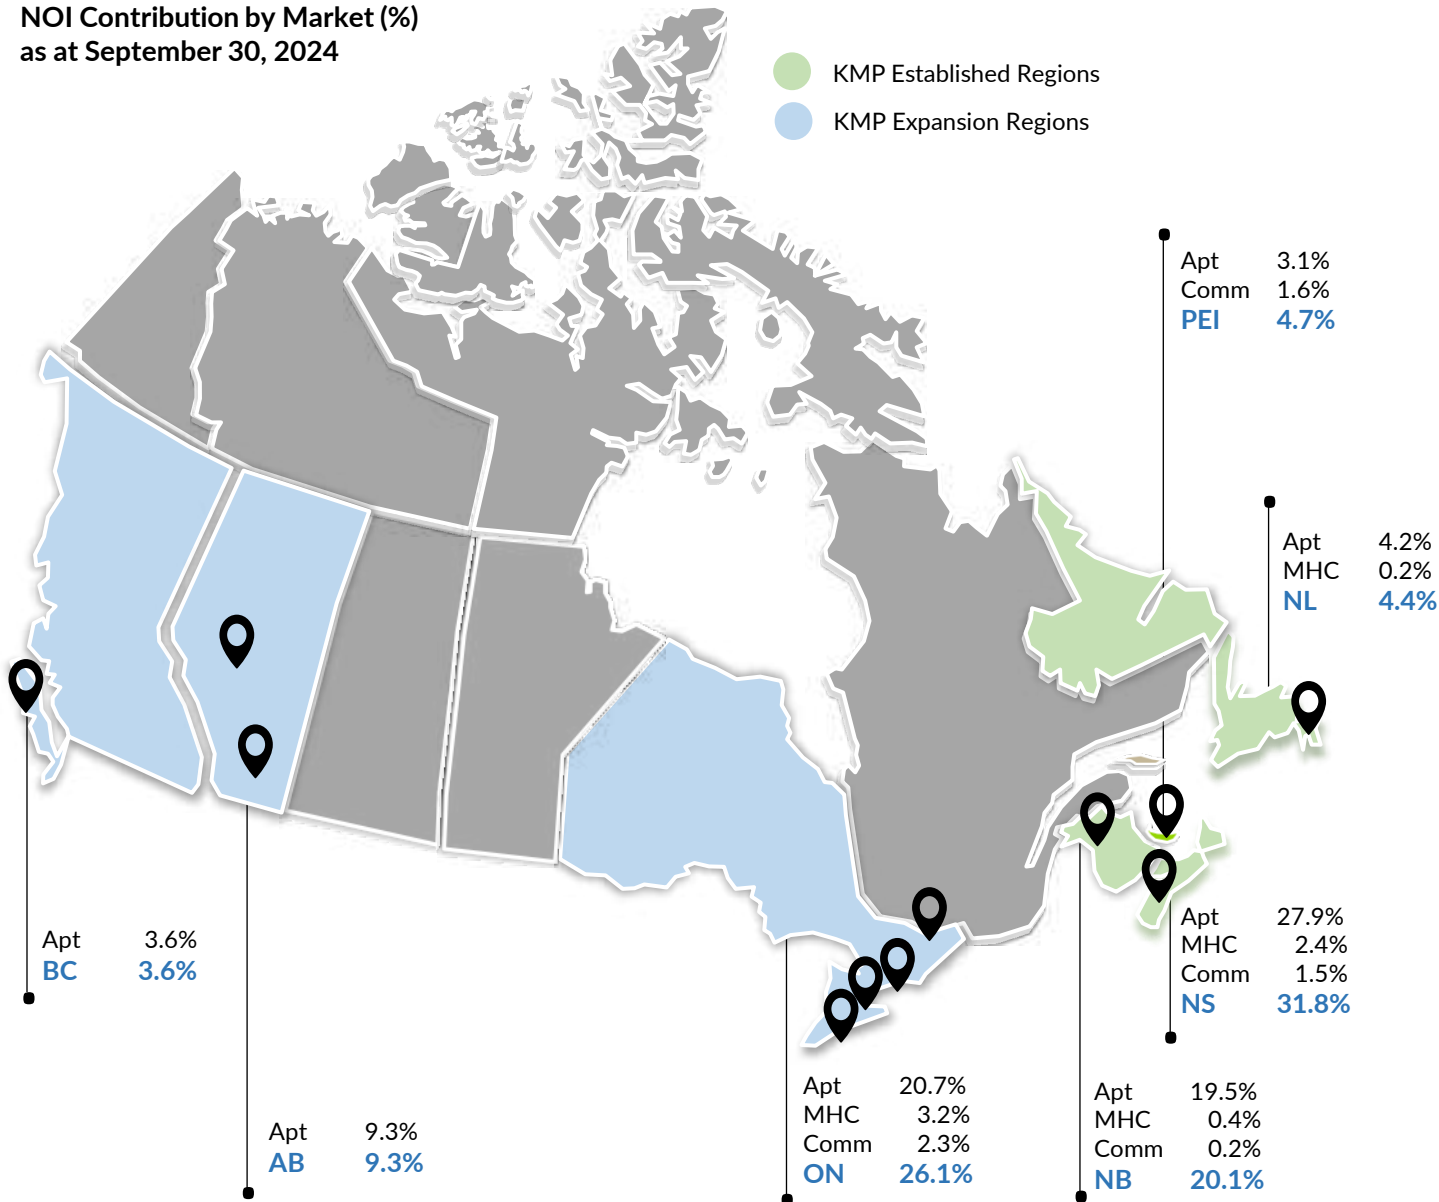 NOI Contribution by Market (%)
as at September 30, 2024
KMP Established Regions
KMP Expansion Regions
Apt 3.1%
Comm 1.6%
PEI 4.7%
Apt 4.2%
MHC 0.2%
NL 4.4%
Apt 27.9%
MHC 2.4%
Comm 1.5%
NS 31.8%
Apt 3.6%
BC 3.6%
Apt 9.3%
AB 9.3%
Apt 20.7%
MHC 3.2%
Comm 2.3%
ON 26.1%
Apt 19.5%
MHC 0.4%
Comm 0.2%
NB 20.1%